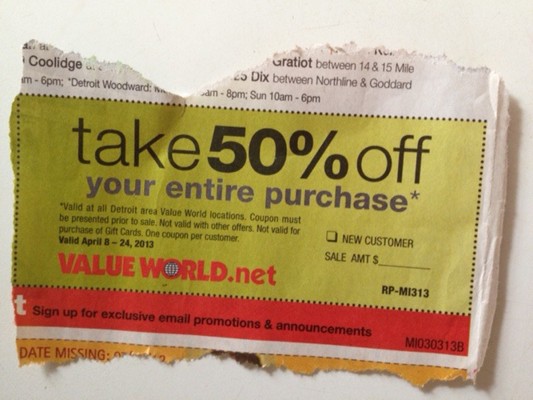 Coolidge
Gratiot between 14 & 15 Mile
Dix between Northline & Goddard
- 6pm; *Detroit Woodward:
- 8pm; Sun 10am - 6pm
take 50% off
your entire purchase*
*Valid at all Detroit area Value World locations. Coupon must
be presented prior to sale. Not valid with other offers. Not valid for
purchase of Gift Cards. One coupon per customer.
Valid April 8 – 24, 2013
NEW CUSTOMER
SALE AMT $
VALUE WORLD.net
RP-MI313
t Sign up for exclusive email promotions & announcements
MI030313B
DATE MISSING: